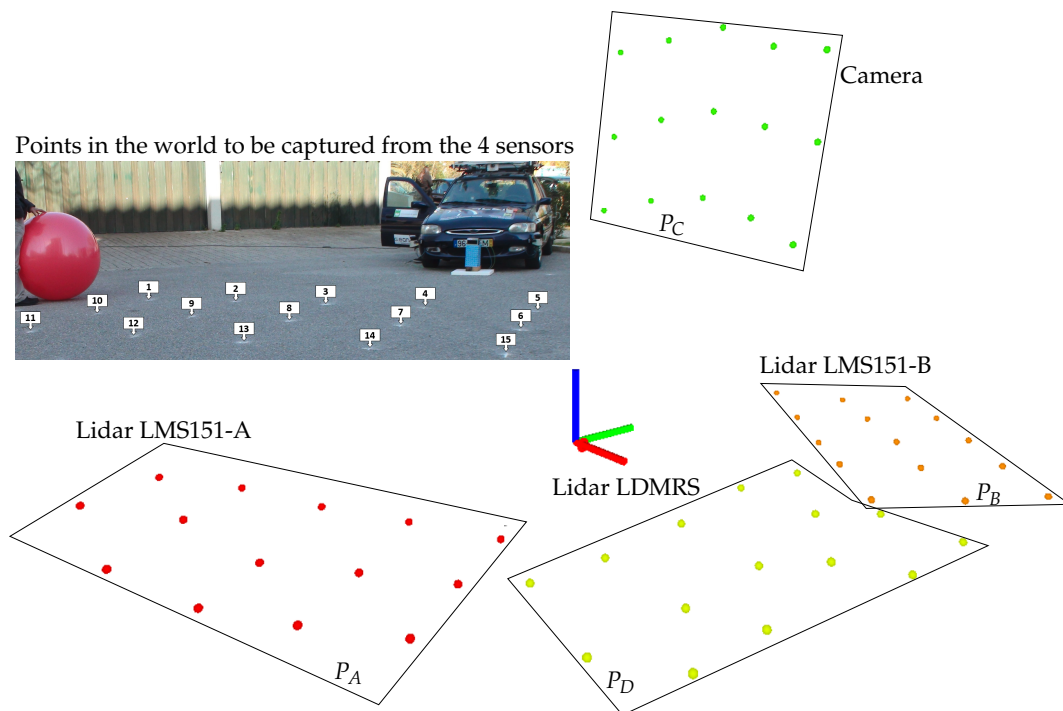 Camera
Points in the world to be captured from the 4 sensors
P_C
1
2
3
4
5
10
9
8
7
6
11
12
13
14
15
Lidar LMS151-B
Lidar LMS151-A
Lidar LDMRS
P_B
P_A
P_D